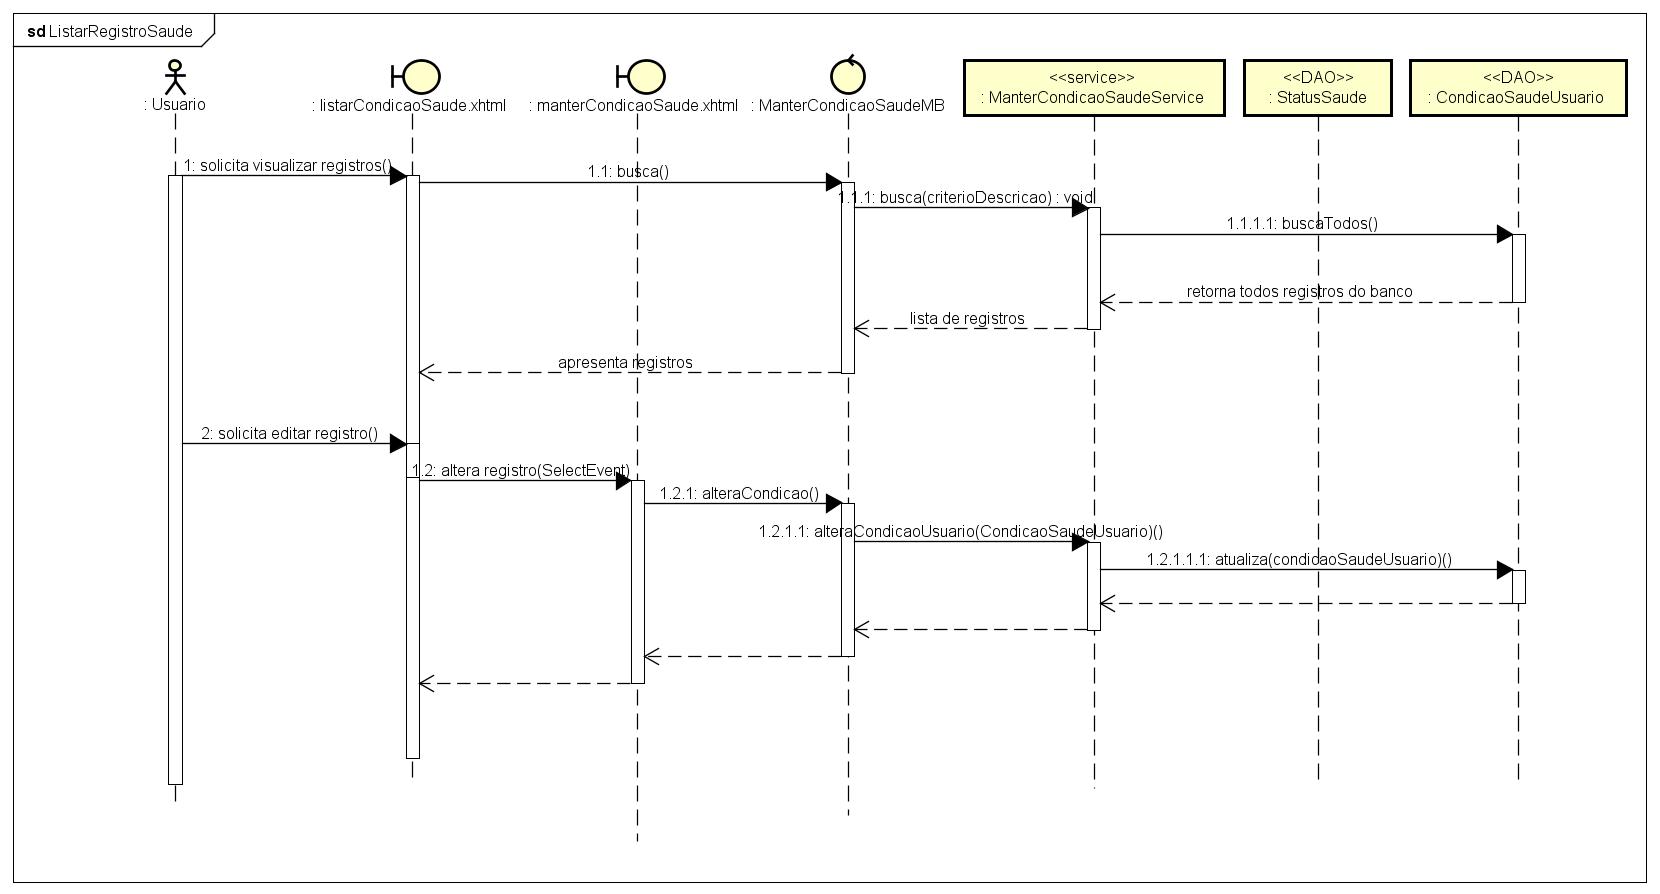 sd ListarRegistroSaude
: Usuario
: listarCondicaoSaude.xhtml
: manterCondicaoSaude.xhtml
: ManterCondicaoSaudeMB
<<service>>
: ManterCondicaoSaudeService
<<DAO>>
: StatusSaude
<<DAO>>
: CondicaoSaudeUsuario
1: solicita visualizar registros()
1.1: busca()
1.1.1: busca(criterioDescricao) : void
1.1.1.1: buscaTodos()
retorna todos registros do banco
lista de registros
apresenta registros
2: solicita editar registro()
1.2: altera registro(SelectEvent)
1.2.1: alteraCondicao()
1.2.1.1: alteraCondicaoUsuario(CondicaoSaudeUsuario)()
1.2.1.1.1: atualiza(condicaoSaudeUsuario)()